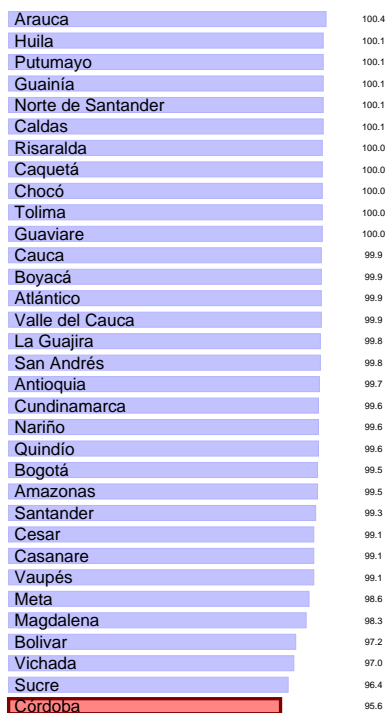 Arauca 100.4
Huila 100.1
Putumayo 100.1
Guainía 100.1
Norte de Santander 100.1
Caldas 100.1
Risaralda 100.0
Caquetá 100.0
Chocó 100.0
Tolima 100.0
Guaviare 100.0
Cauca 99.9
Boyacá 99.9
Atlántico 99.9
Valle del Cauca 99.9
La Guajira 99.8
San Andrés 99.8
Antioquia 99.7
Cundinamarca 99.6
Nariño 99.6
Quindío 99.6
Bogotá 99.5
Amazonas 99.5
Santander 99.3
Cesar 99.1
Casanare 99.1
Vaupés 99.1
Meta 98.6
Magdalena 98.3
Bolivar 97.2
Vichada 97.0
Sucre 96.4
Córdoba 95.6